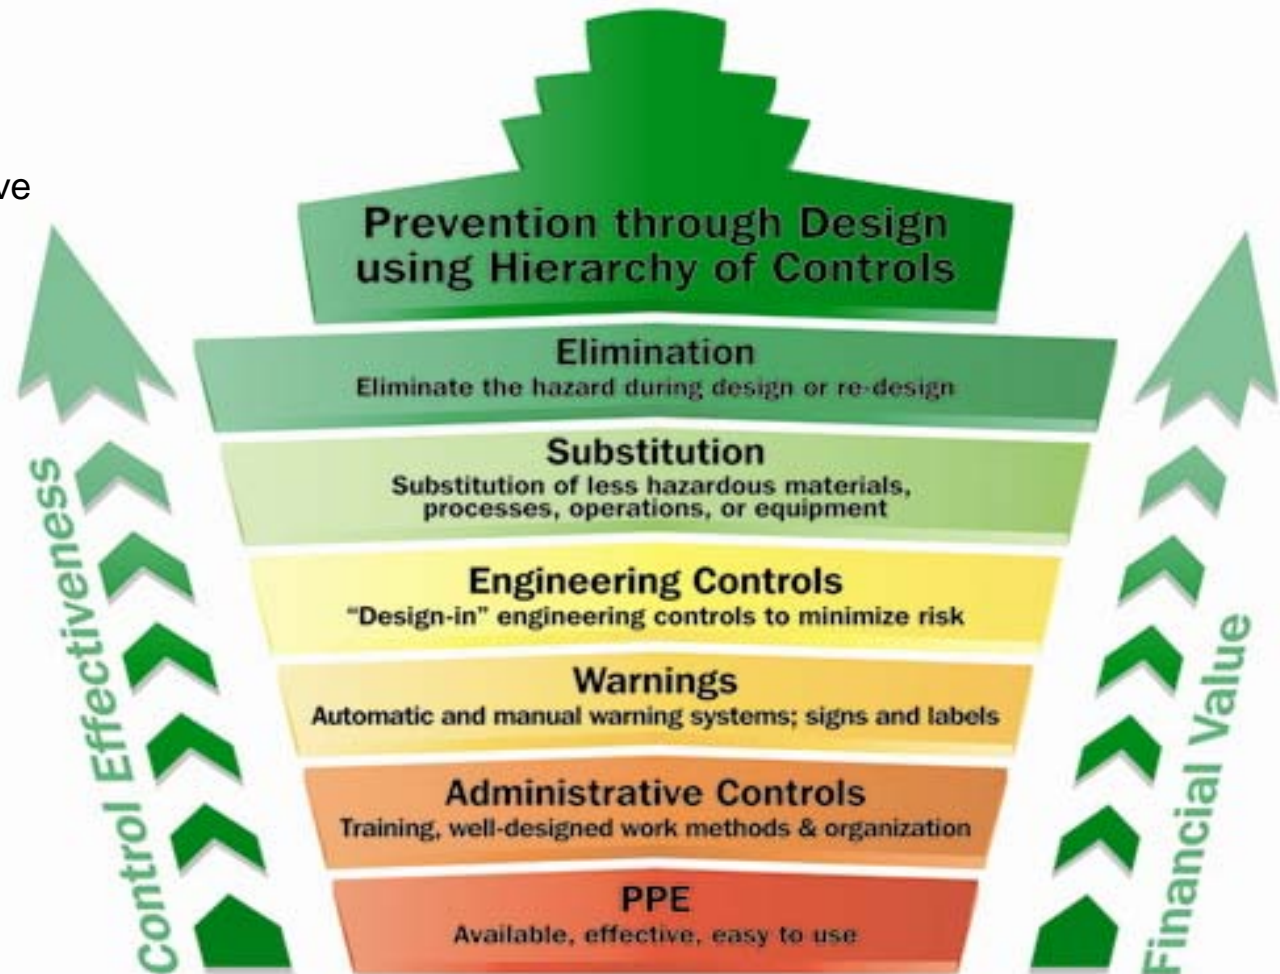 ve
Prevention through Design
using Hierarchy of Controls
Elimination
Eliminate the hazard during design or re-design
Substitution
Substitution of less hazardous materials,
processes, operations, or equipment
Engineering Controls
“Design-in” engineering controls to minimize risk
Warnings
Automatic and manual warning systems; signs and labels
Administrative Controls
Training, well-designed work methods & organization
PPE
Available, effective, easy to use
Control Effectiveness
Financial Value